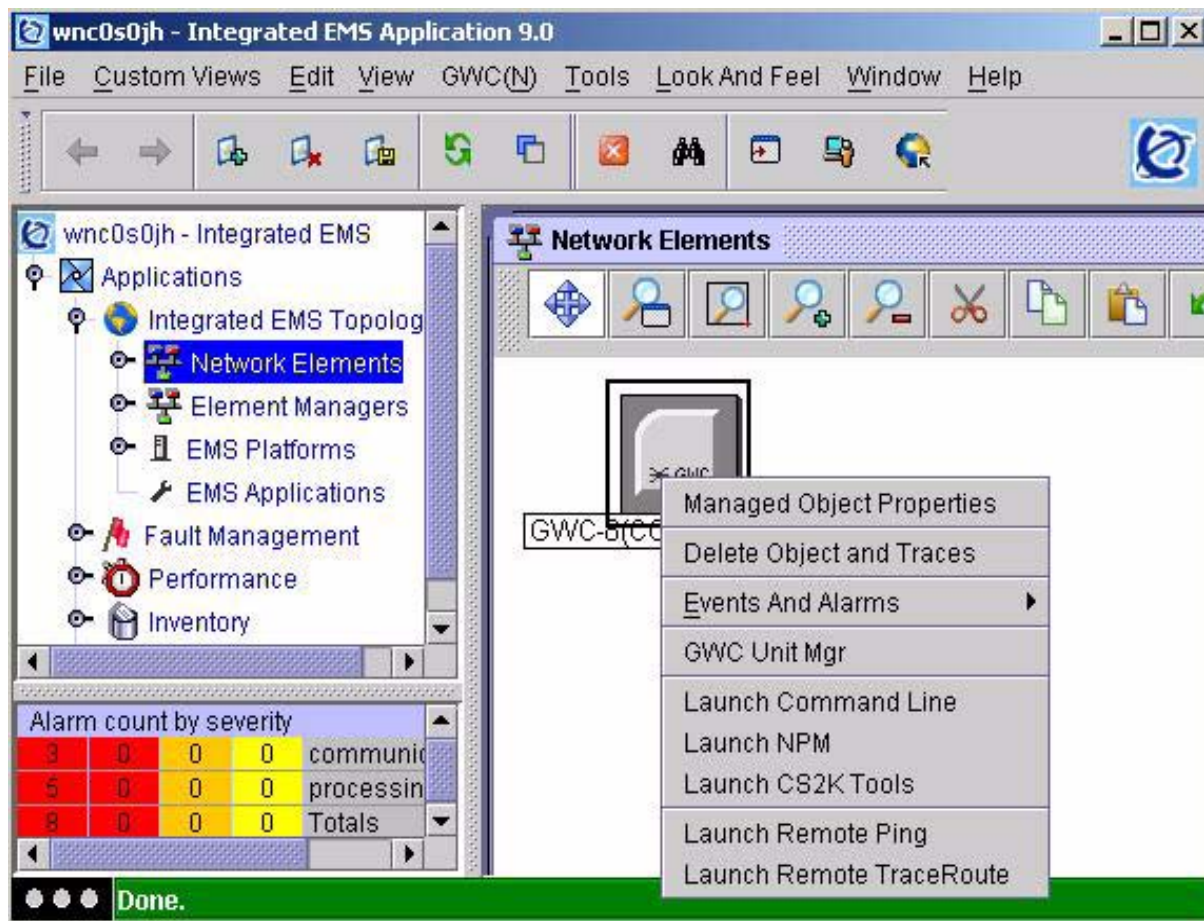 wnc0s0jh - Integrated EMS Application 9.0
File Custom Views Edit View GWC(N) Tools Look And Feel Window Help
wnc0s0jh - Integrated EMS
Applications
Integrated EMS Topolog
Network Elements
Element Managers
EMS Platforms
EMS Applications
Fault Management
Performance
Inventory
Alarm count by severity
3 0 0 0 communic
5 0 0 0 processin
8 0 0 0 Totals
Done.
Network Elements
GWC
GWC-8(CO
Managed Object Properties
Delete Object and Traces
Events And Alarms
GWC Unit Mgr
Launch Command Line
Launch NPM
Launch CS2K Tools
Launch Remote Ping
Launch Remote TraceRoute